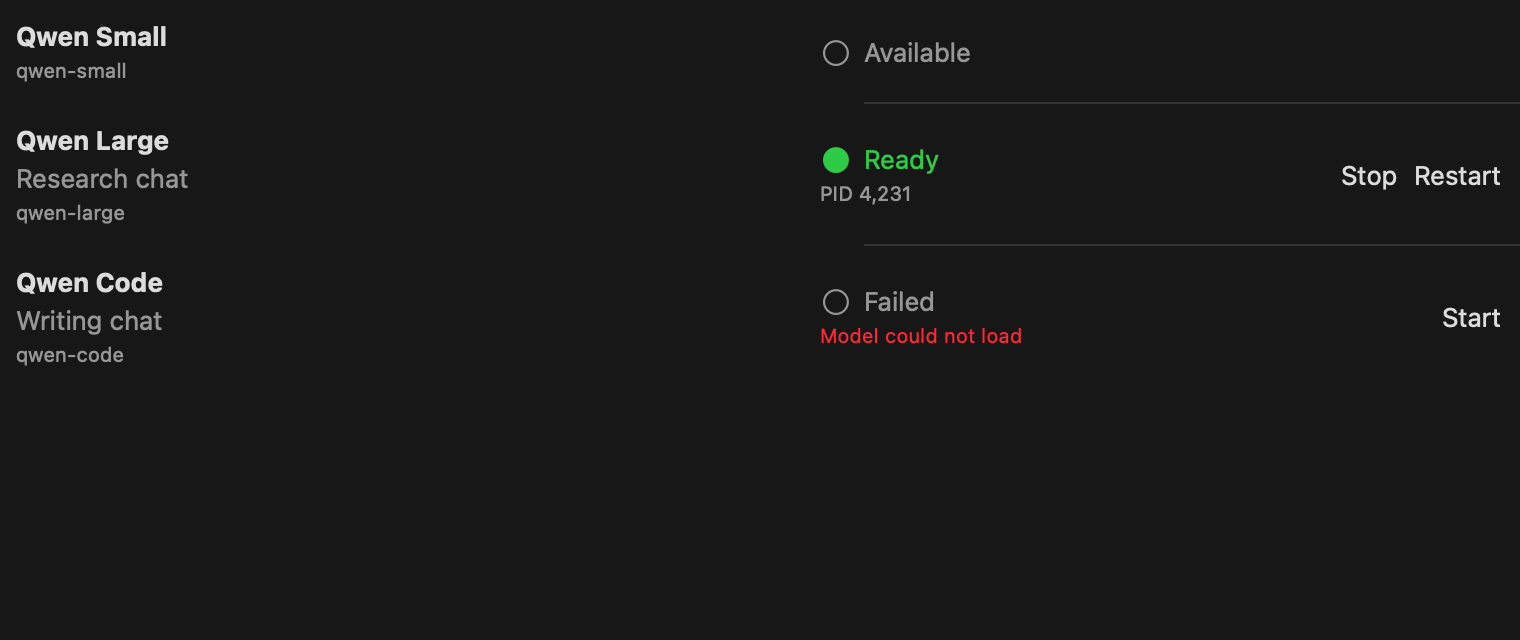 Qwen Small
qwen-small
Available
Qwen Large
Research chat
qwen-large
Ready
PID 4,231
Stop Restart
Qwen Code
Writing chat
qwen-code
Failed
Model could not load
Start